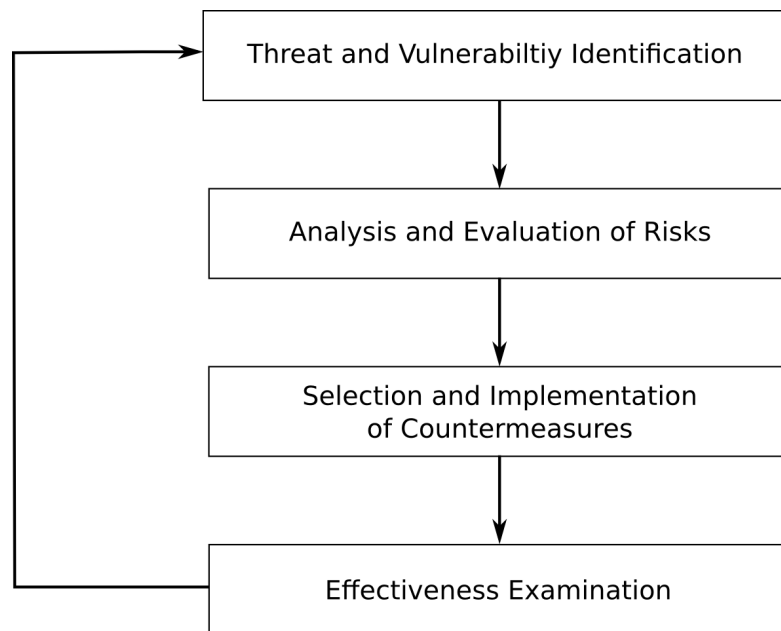 Threat and Vulnerabiltiy Identification
Analysis and Evaluation of Risks
Selection and Implementation
of Countermeasures
Effectiveness Examination